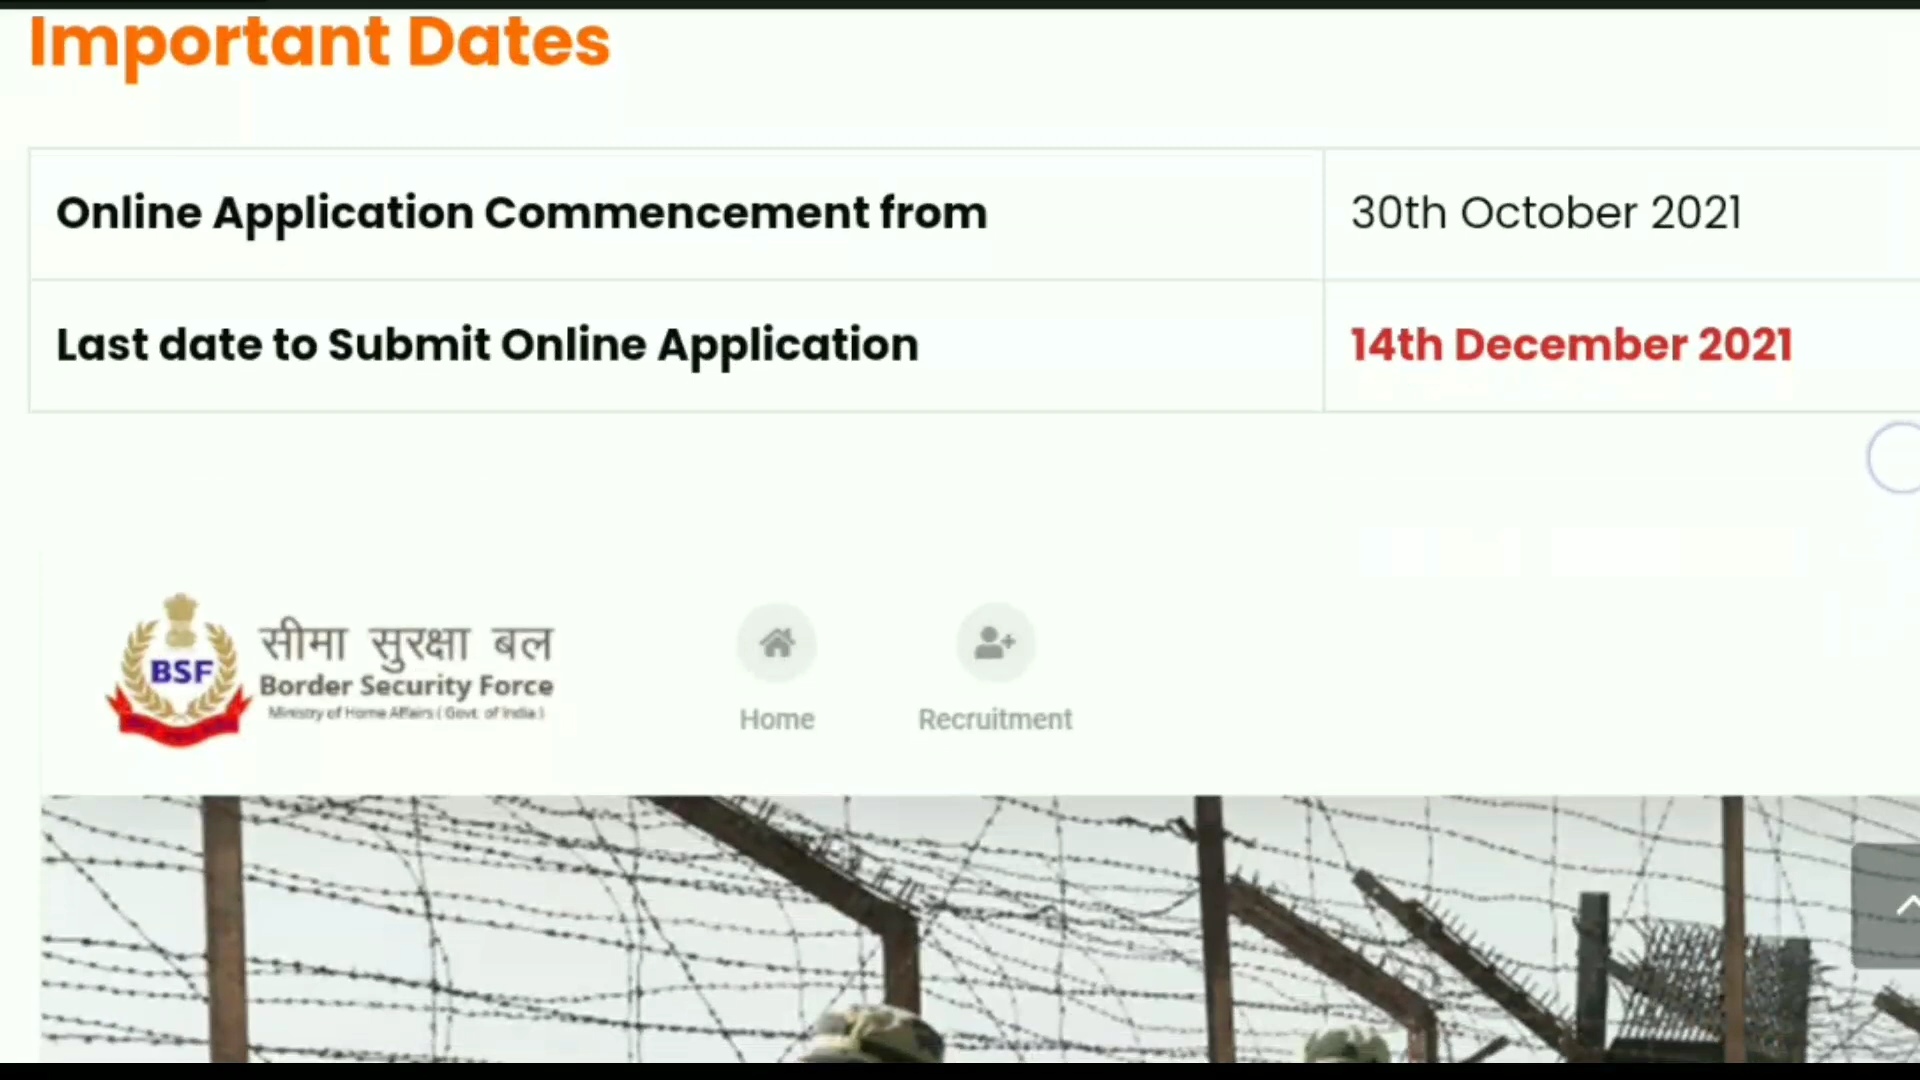 Important Dates
Online Application Commencement from
30th October 2021
Last date to Submit Online Application
14th December 2021
BSF
सीमा सुरक्षा बल
Border Security Force
Ministry of Home Affairs ( Govt. of India )
Home
Recruitment